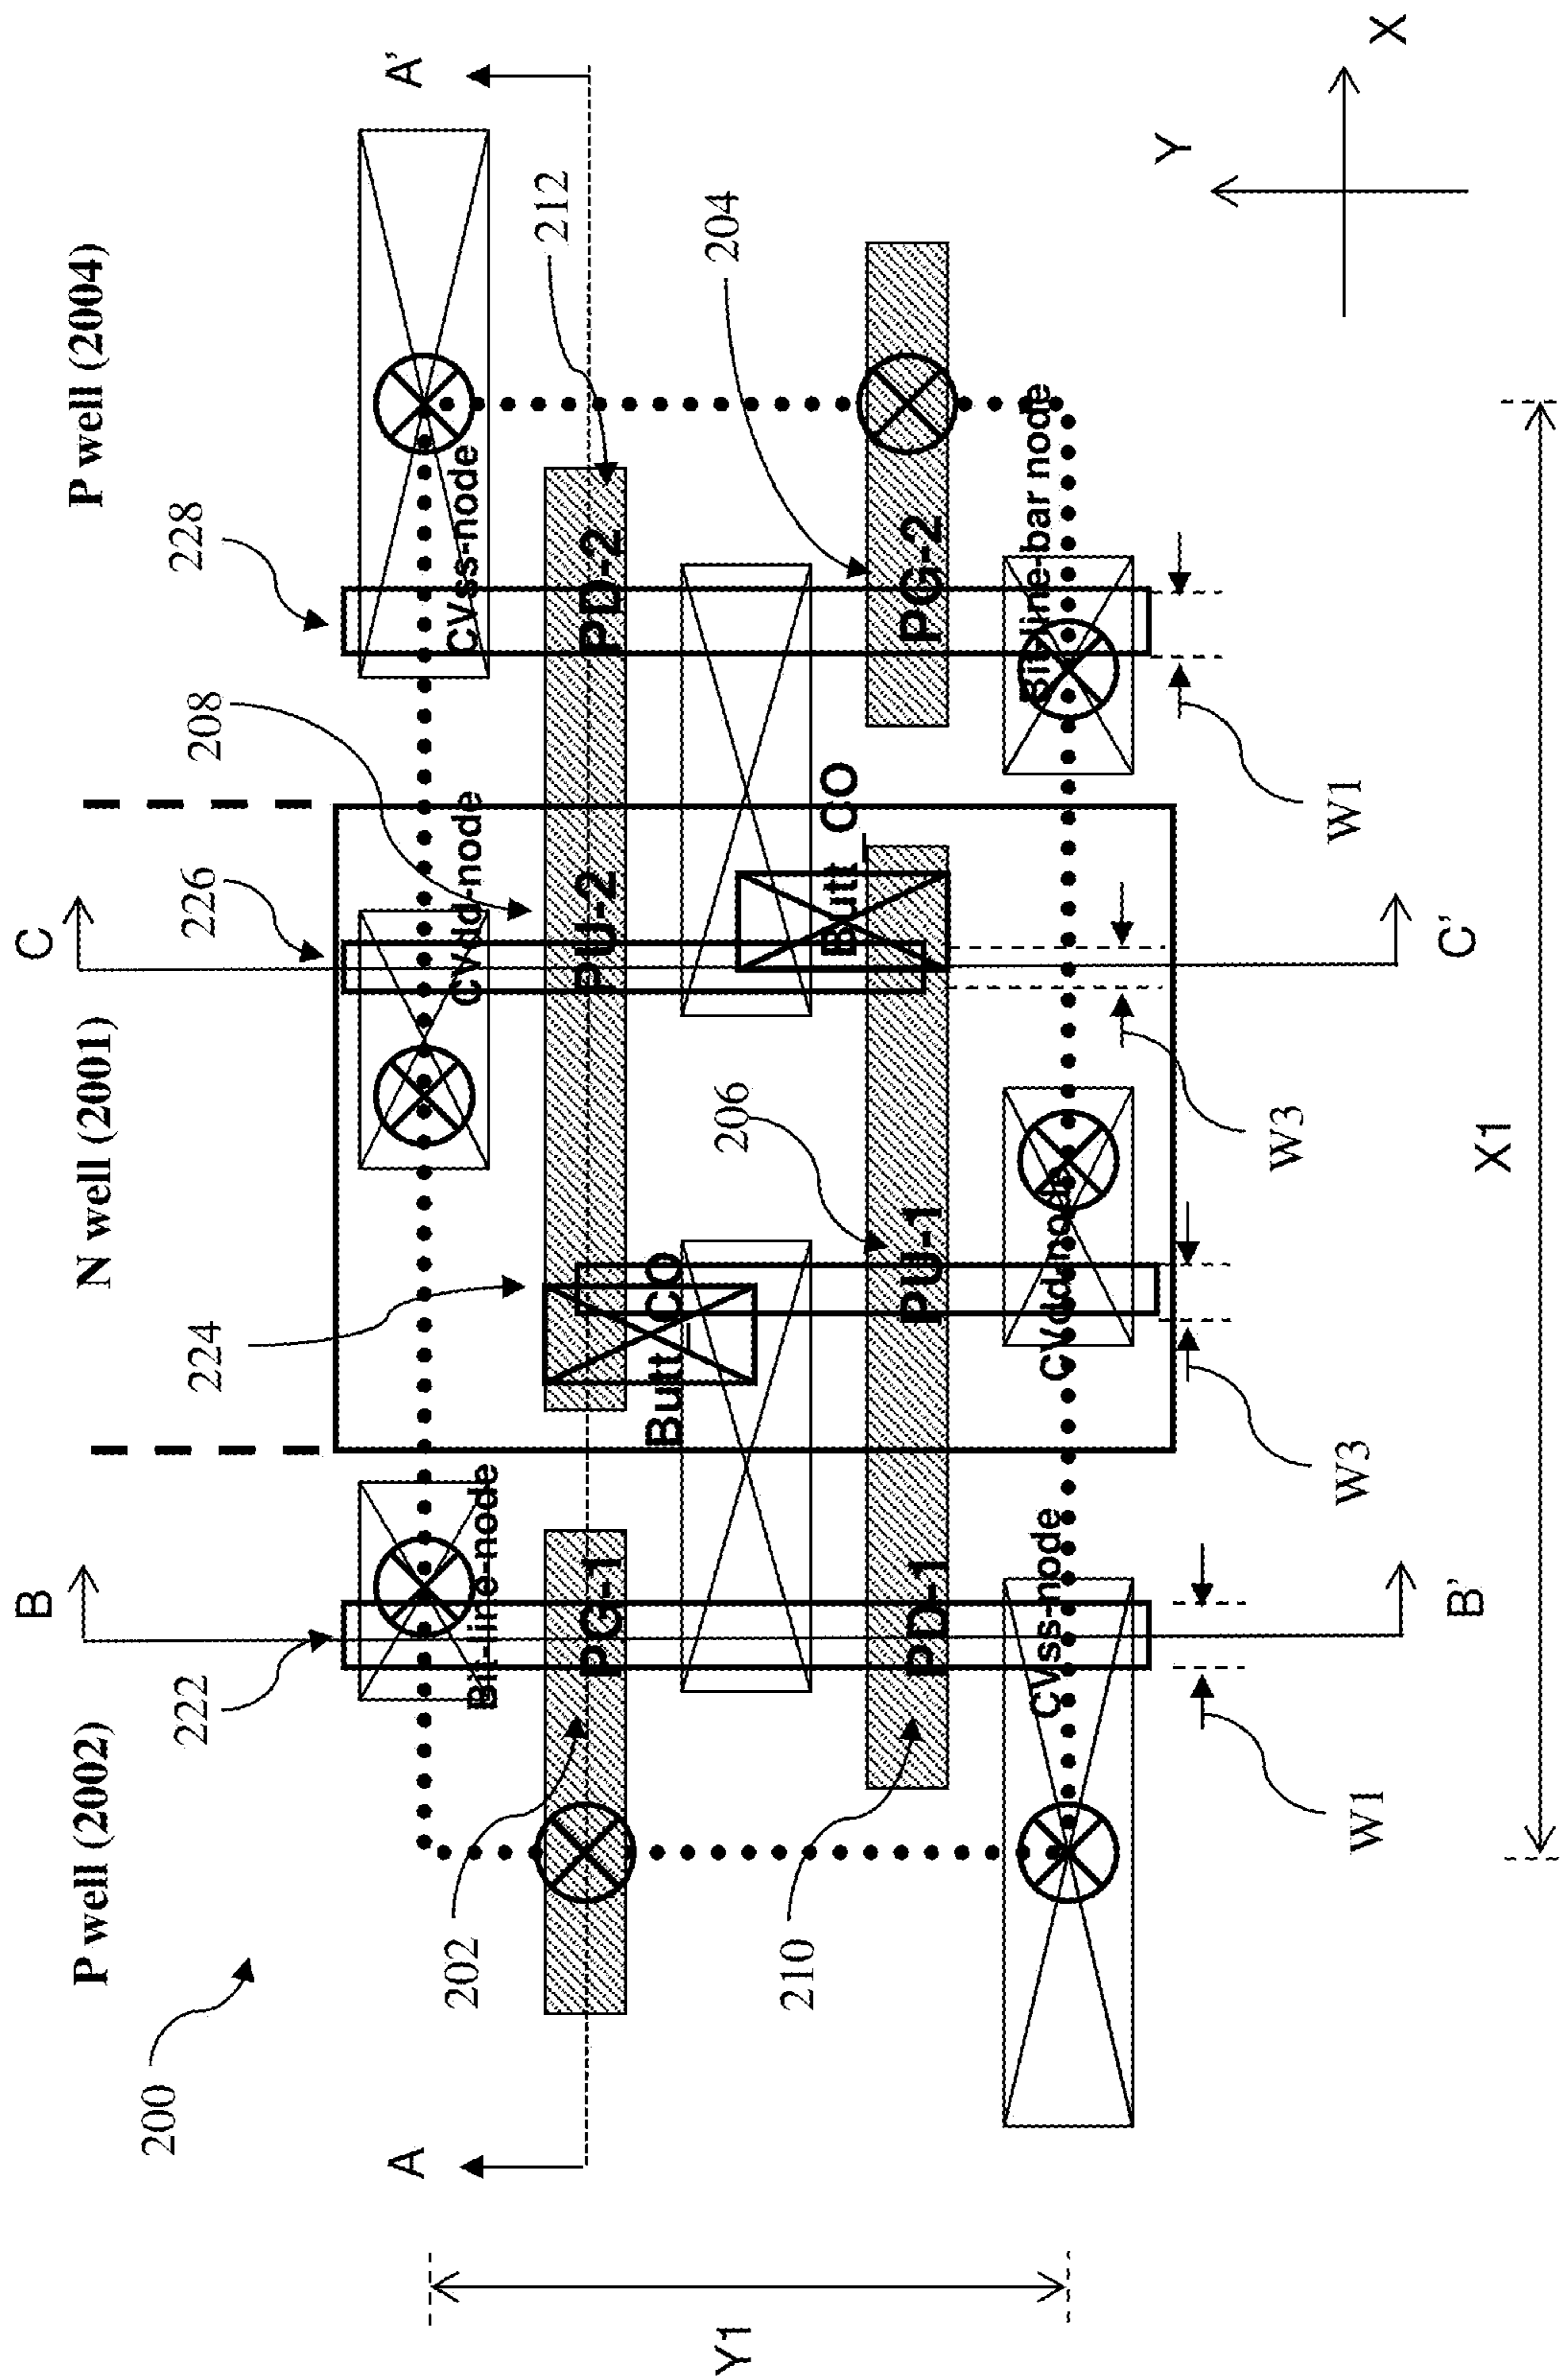 P well (2002)
N well (2001)
P well (2004)
200
B
C
222
224
226
208
228
A
A'
Bit-line-node
CVdd-node
CVss-node
212
202
PG-1
PU-2
PD-2
Butt_CO
206
204
Butt_CO
210
PD-1
PU-1
PG-2
CVss-node
CVdd-node
Bit-line-bar node
Y1
W1
W3
W3
W1
B'
C'
Y
X
X1